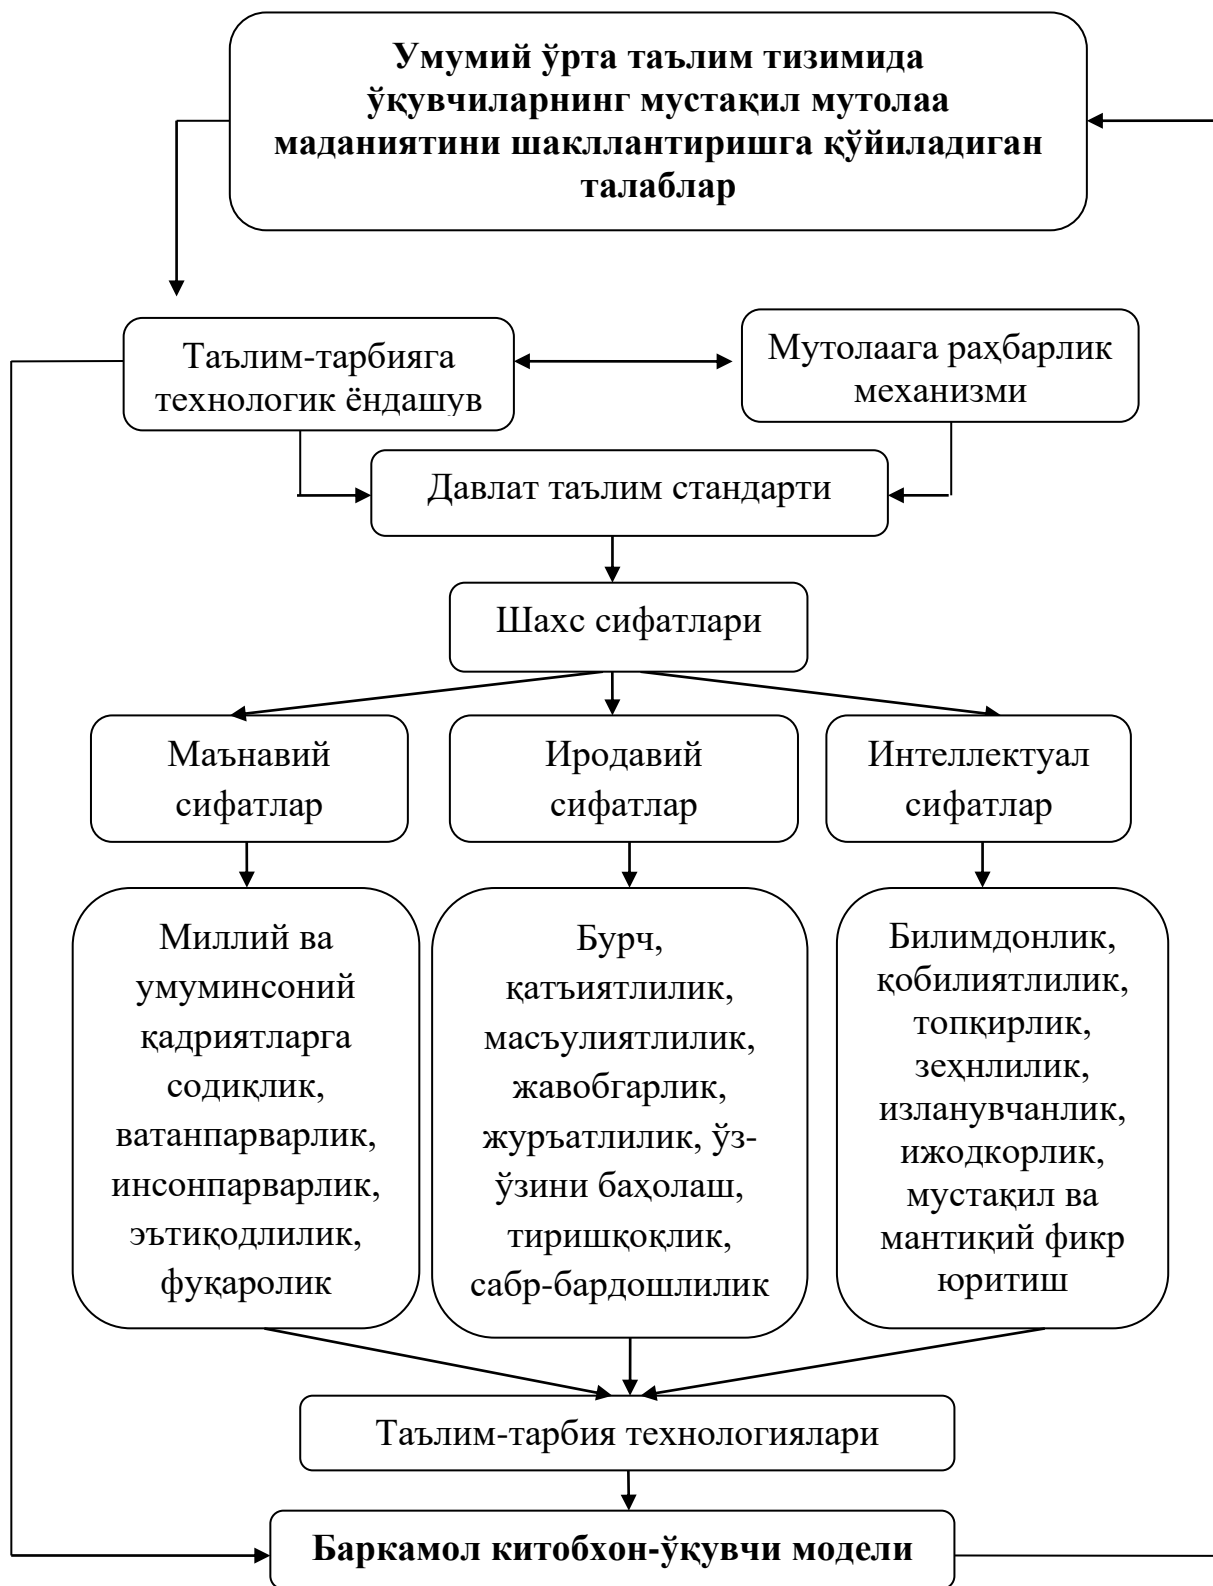 Умумий ўрта таълим тизимида
ўқувчиларнинг мустақил мутолаа
маданиятини шакллантиришга қўйиладиган
талаблар
Таълим-тарбияга
технологик ёндашув
Мутолаага раҳбарлик
механизми
Давлат таълим стандарти
Шахс сифатлари
Маънавий
сифатлар
Иродавий
сифатлар
Интеллектуал
сифатлар
Миллий ва
умуминсоний
қадриятларга
содиқлик,
ватанпарварлик,
инсонпарварлик,
эътиқодлилик,
фуқаролик
Бурч,
қатъиятлилик,
масъулиятлилик,
жавобгарлик,
журъатлилик, ўз-
ўзини баҳолаш,
тиришқоқлик,
сабр-бардошлилик
Билимдонлик,
қобилиятлилик,
топқирлик,
зеҳнлилик,
изланувчанлик,
ижодкорлик,
мустақил ва
мантиқий фикр
юритиш
Таълим-тарбия технологиялари
Баркамол китобхон-ўқувчи модели